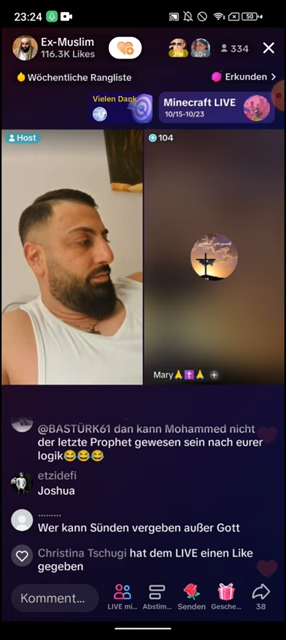 23:24
50
Ex-Muslim
116.3K Likes
334
Wöchentliche Rangliste
Erkunden >
Vielen Dank
Minecraft LIVE
10/15-10/23
Host
104
Mary🙏✝️🙏
@BASTÜRK61 dan kann Mohammed nicht
der letzte Prophet gewesen sein nach eurer
logik😂😂😂
etzidefi
Joshua
.........
Wer kann Sünden vergeben außer Gott
Christina Tschugi hat dem LIVE einen Like
gegeben
Komment...
LIVE mi...
Abstim...
Senden
Gesche...
38